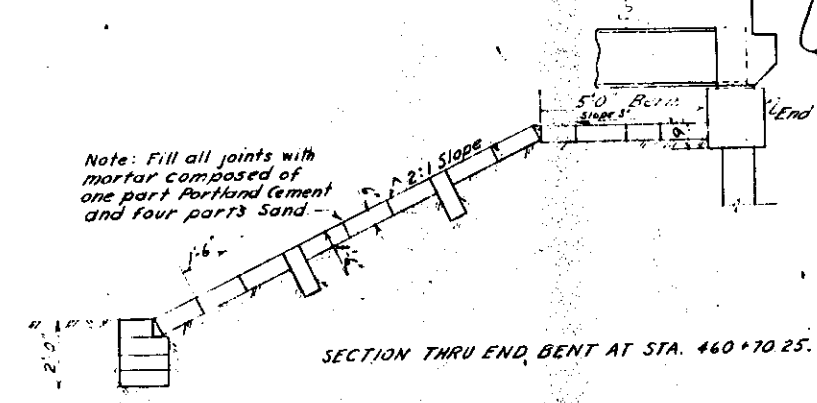 5'0" Berm
Slope 3"
End
9"
Note: Fill all joints with
mortar composed of
one part Portland Cement
and four parts Sand
2:1 Slope
1'-6"
2'-0"
SECTION THRU END BENT AT STA. 460+70.25.